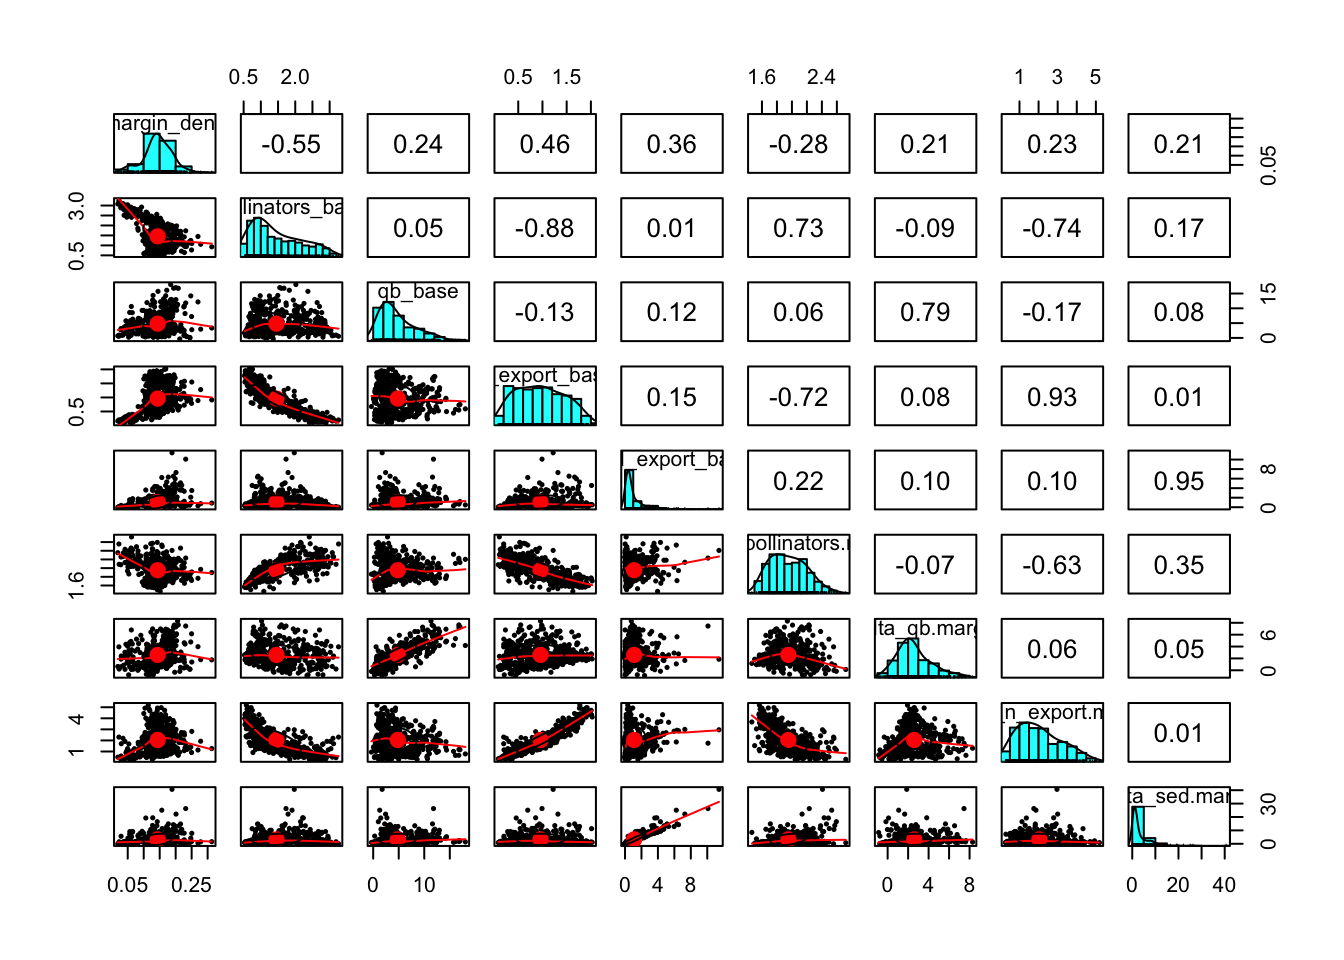 0.5 2.0 0.5 1.5 1.6 2.4 1 3 5
-0.55 0.24 0.46 0.36 -0.28 0.21 0.23 0.21 0.05
3.0 0.5 0.05 -0.88 0.01 0.73 -0.09 -0.74 0.17
qb_base -0.13 0.12 0.06 0.79 -0.17 0.08 15 0
0.5 _export_bas 0.15 -0.72 0.08 0.93 0.01
_export_ba 0.22 0.10 0.10 0.95 8 0
1.6 pollinators.r -0.07 -0.63 0.35
ta_qb.marg 0.06 0.05 6 0
4 1 n_export.n 0.01
ta_sed.mar 30 0
0.05 0.25 0 10 0 4 8 0 4 8 0 20 40